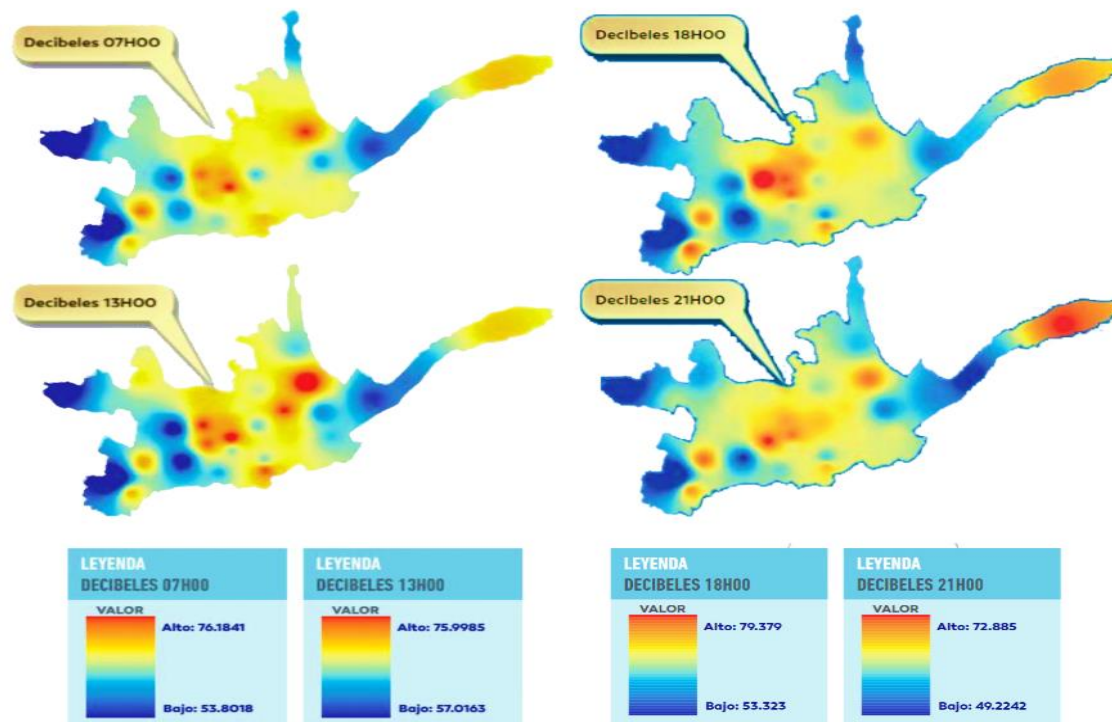 Decibeles 07H00
Decibeles 18H00
Decibeles 13H00
Decibeles 21H00
LEYENDA
DECIBELES 07H00
VALOR
Alto: 76.1841
Bajo: 53.8018
LEYENDA
DECIBELES 13H00
VALOR
Alto: 75.9985
Bajo: 57.0163
LEYENDA
DECIBELES 18H00
VALOR
Alto: 79.379
Bajo: 53.323
LEYENDA
DECIBELES 21H00
VALOR
Alto: 72.885
Bajo: 49.2242